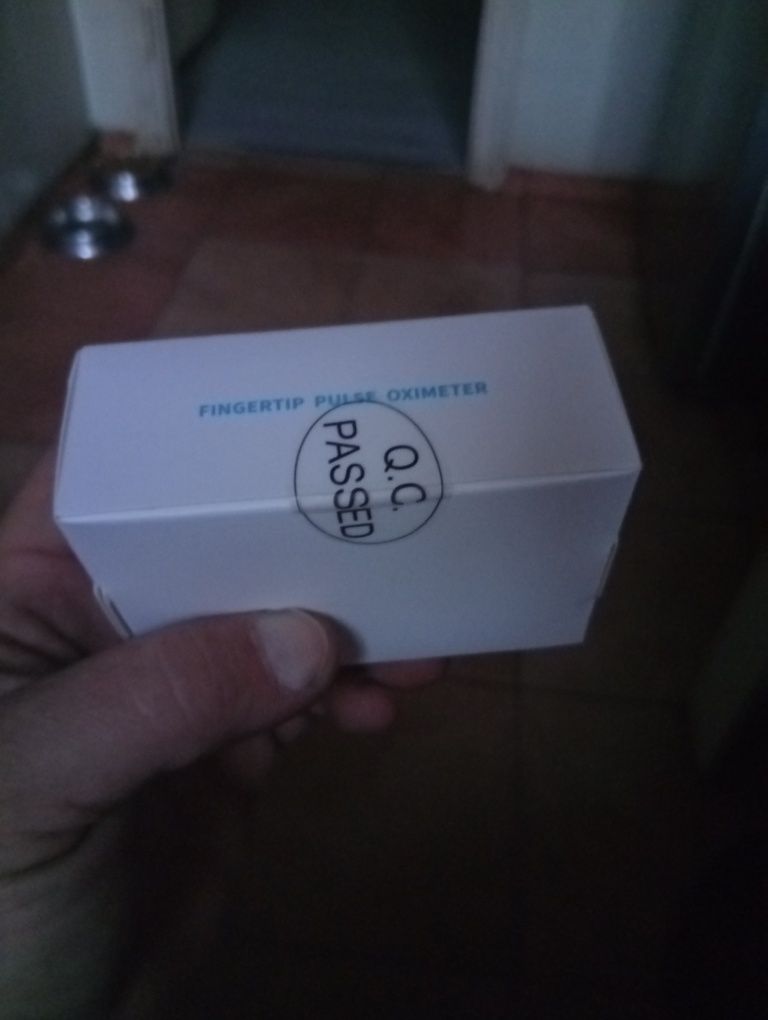 FINGERTIP PULSE OXIMETER
Q.C.
PASSED